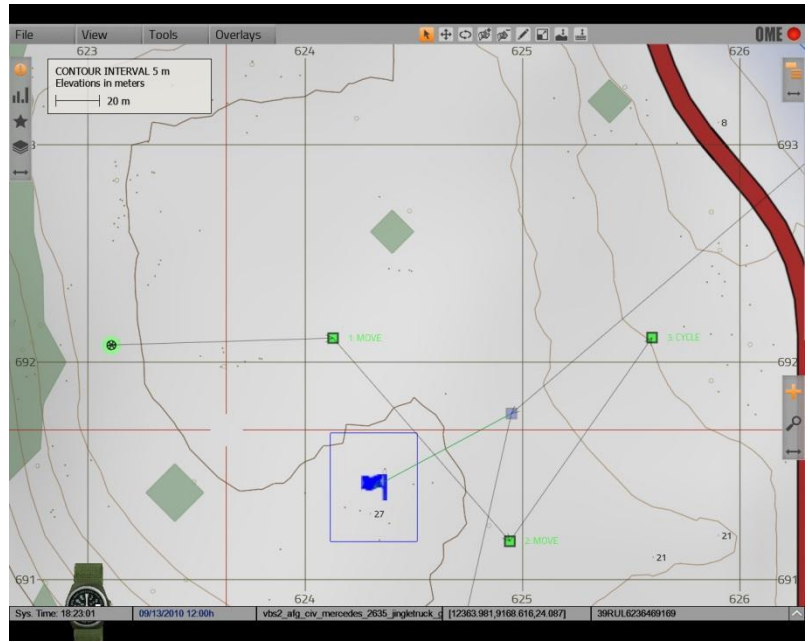 File View Tools Overlays OME
623 624 625 626
CONTOUR INTERVAL 5 m
Elevations in meters
20 m
8
693 693
1: MOVE 3: CYCLE
692 692
27
2: MOVE
21
21
691 691
624 625 626
Sys. Time: 18:23:01 09/13/2010 12:00h vbs2_afg_civ_mercedes_2635_jingletruck_g [12363.981,9168.616,24.087] 39RUL6236469169